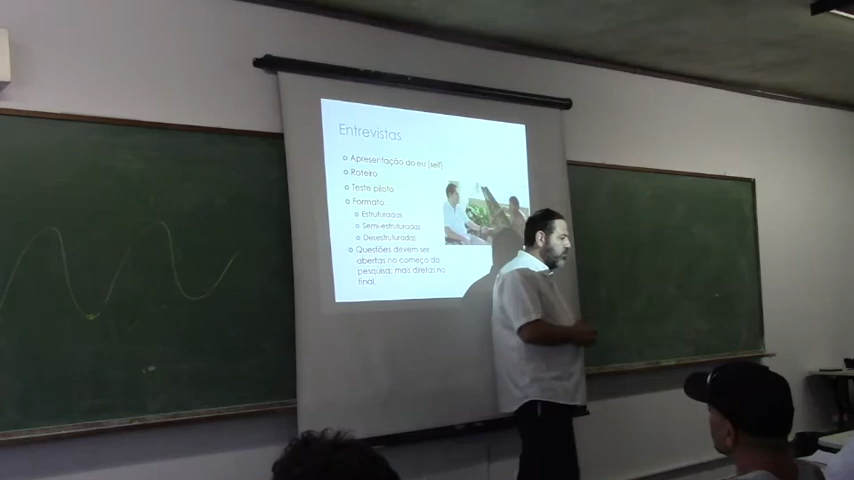 Entrevistas
Apresentação do eu (self)
Roteiro
Teste piloto
Formato:
Estruturadas
Semi-estruturadas
Desestruturadas
Questões devem ser
abertas no começo da
pesquisa; mais diretas no
final.